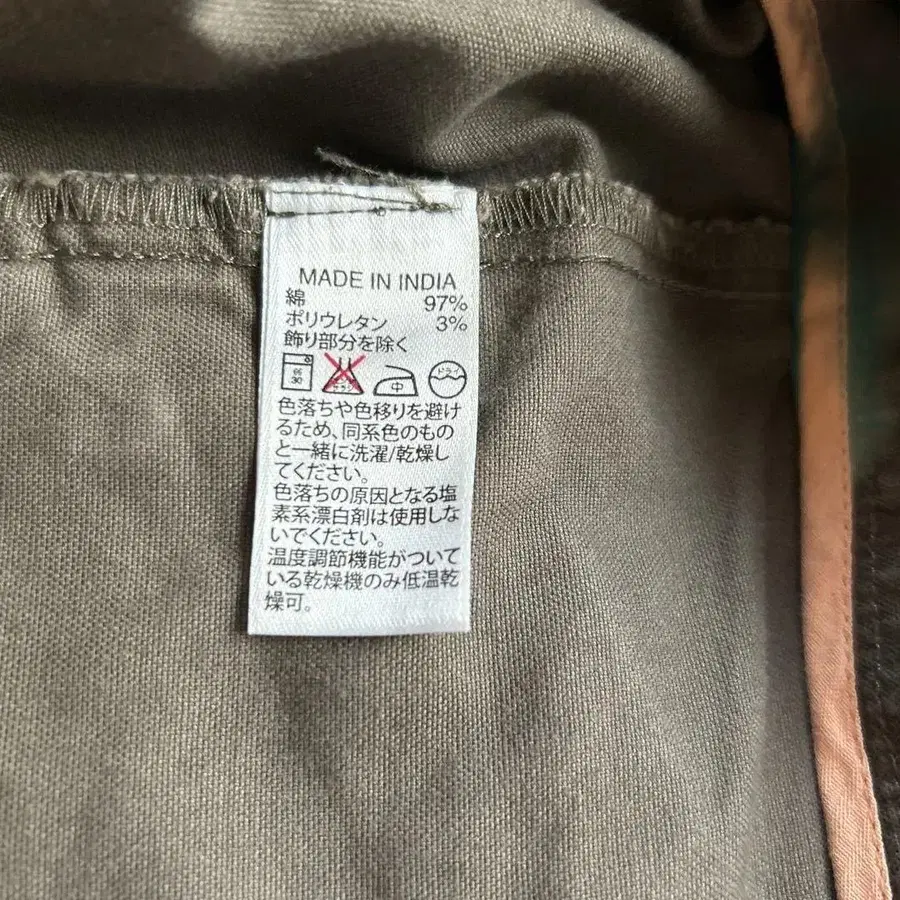 MADE IN INDIA
綿 97%
ポリウレタン 3%
飾り部分を除く
中 ドライ
色落ちや色移りを避け
るため、同系色のもの
と一緒に洗濯/乾燥し
てください。
色落ちの原因となる塩
素系漂白剤は使用しな
いでください。
温度調節機能がついて
いる乾燥機のみ低温乾
燥可。